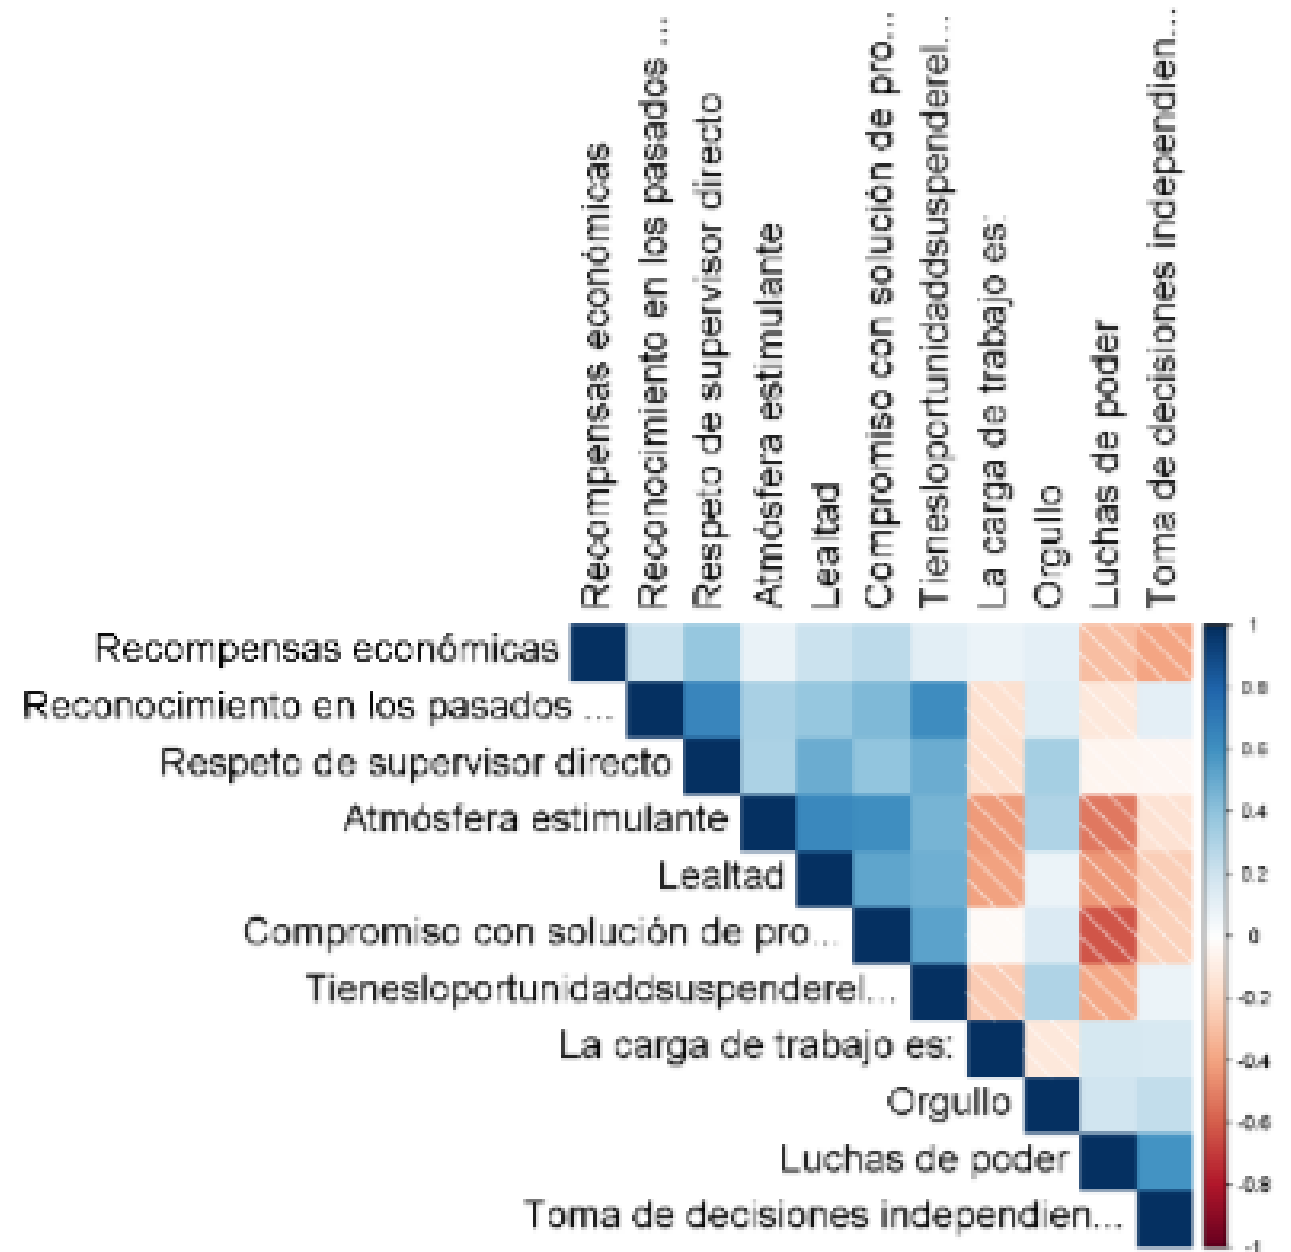 Recompensas económicas
Reconocimiento en los pasados ...
Respeto de supervisor directo
Atmósfera estimulante
Lealtad
Compromiso con solución de pro...
Tienesloportunidaddsuspenderel...
La carga de trabajo es:
Orgullo
Luchas de poder
Toma de decisiones independien...
Recompensas económicas
Reconocimiento en los pasados ...
Respeto de supervisor directo
Atmósfera estimulante
Lealtad
Compromiso con solución de pro...
Tienesloportunidaddsuspenderel...
La carga de trabajo es:
Orgullo
Luchas de poder
Toma de decisiones independien...
1
0.8
0.6
0.4
0.2
0
-0.2
-0.4
-0.6
-0.8
-1